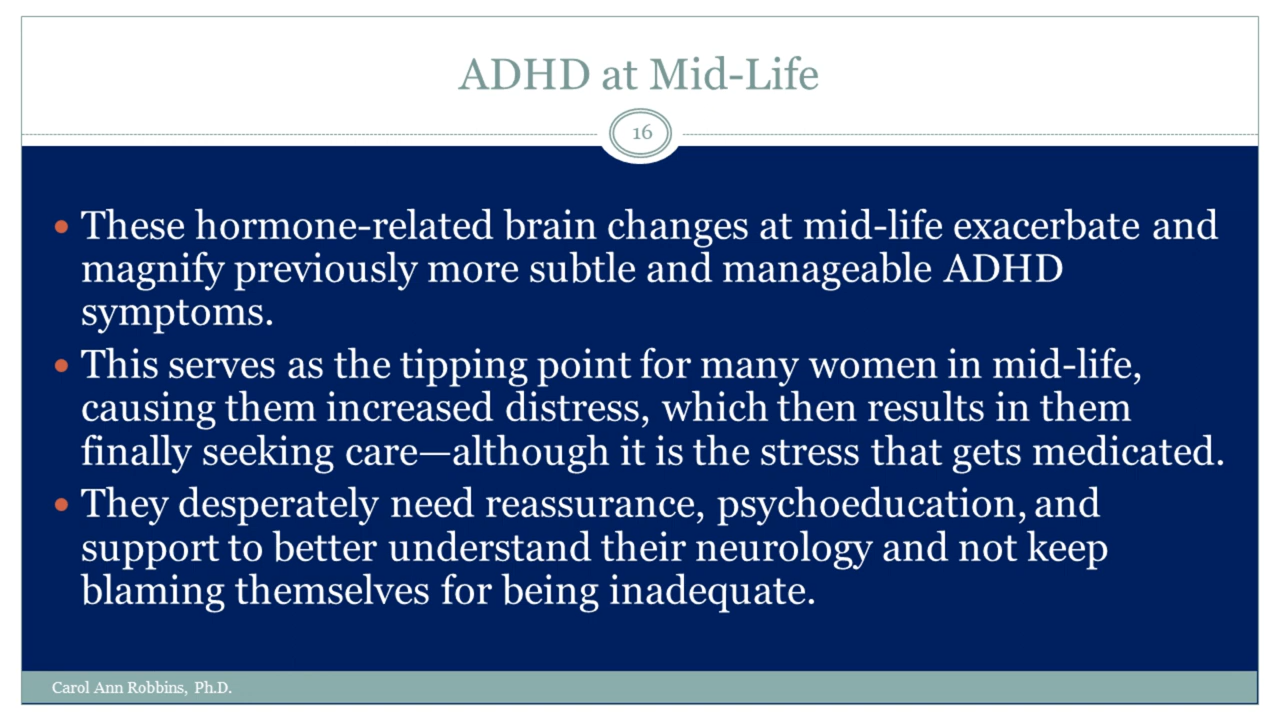 ADHD at Mid-Life
16
• These hormone-related brain changes at mid-life exacerbate and
magnify previously more subtle and manageable ADHD
symptoms.
• This serves as the tipping point for many women in mid-life,
causing them increased distress, which then results in them
finally seeking care—although it is the stress that gets medicated.
• They desperately need reassurance, psychoeducation, and
support to better understand their neurology and not keep
blaming themselves for being inadequate.
Carol Ann Robbins, Ph.D.